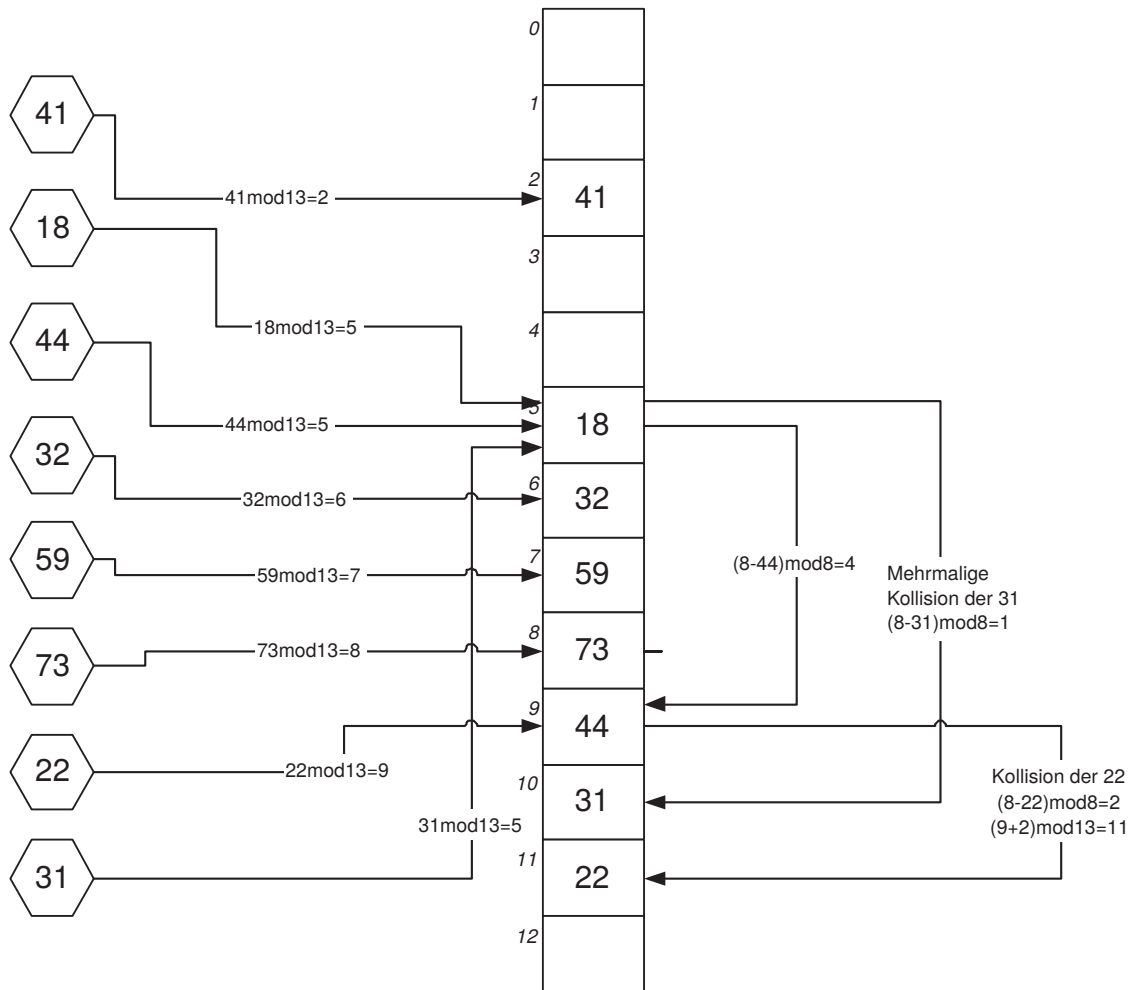 0
1
41
41mod13=2
2
41
18
3
18mod13=5
4
44
44mod13=5
5
18
32
32mod13=6
6
32
59
59mod13=7
7
59
(8-44)mod8=4
Mehrmalige
Kollision der 31
(8-31)mod8=1
73
73mod13=8
8
73
9
44
22
22mod13=9
10
31
Kollision der 22
(8-22)mod8=2
(9+2)mod13=11
31mod13=5
31
11
22
12